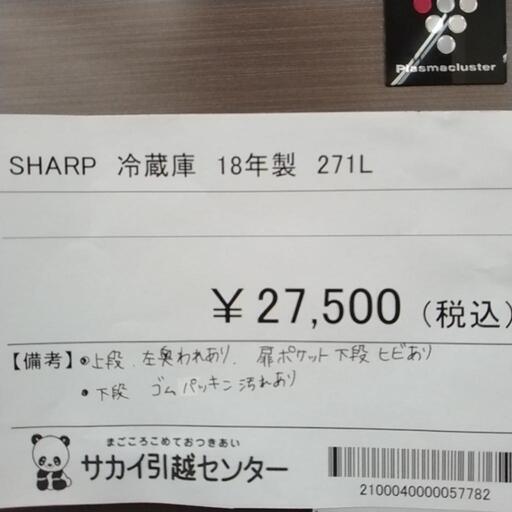 Plasmacluster
SHARP 冷蔵庫 18年製 271L
¥27,500（税込）
【備考】●上段 左奥われあり. 扉ポケット下段ヒビあり
●下段 ゴムパッキン汚れあり
まごころこめておつきあい
サカイ引越センター
2100040000057782